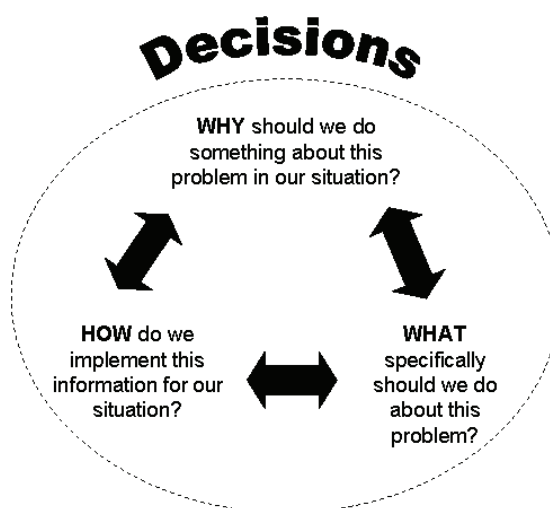 Decisions
WHY should we do
something about this
problem in our situation?
HOW do we
implement this
information for our
situation?
WHAT
specifically
should we do
about this
problem?